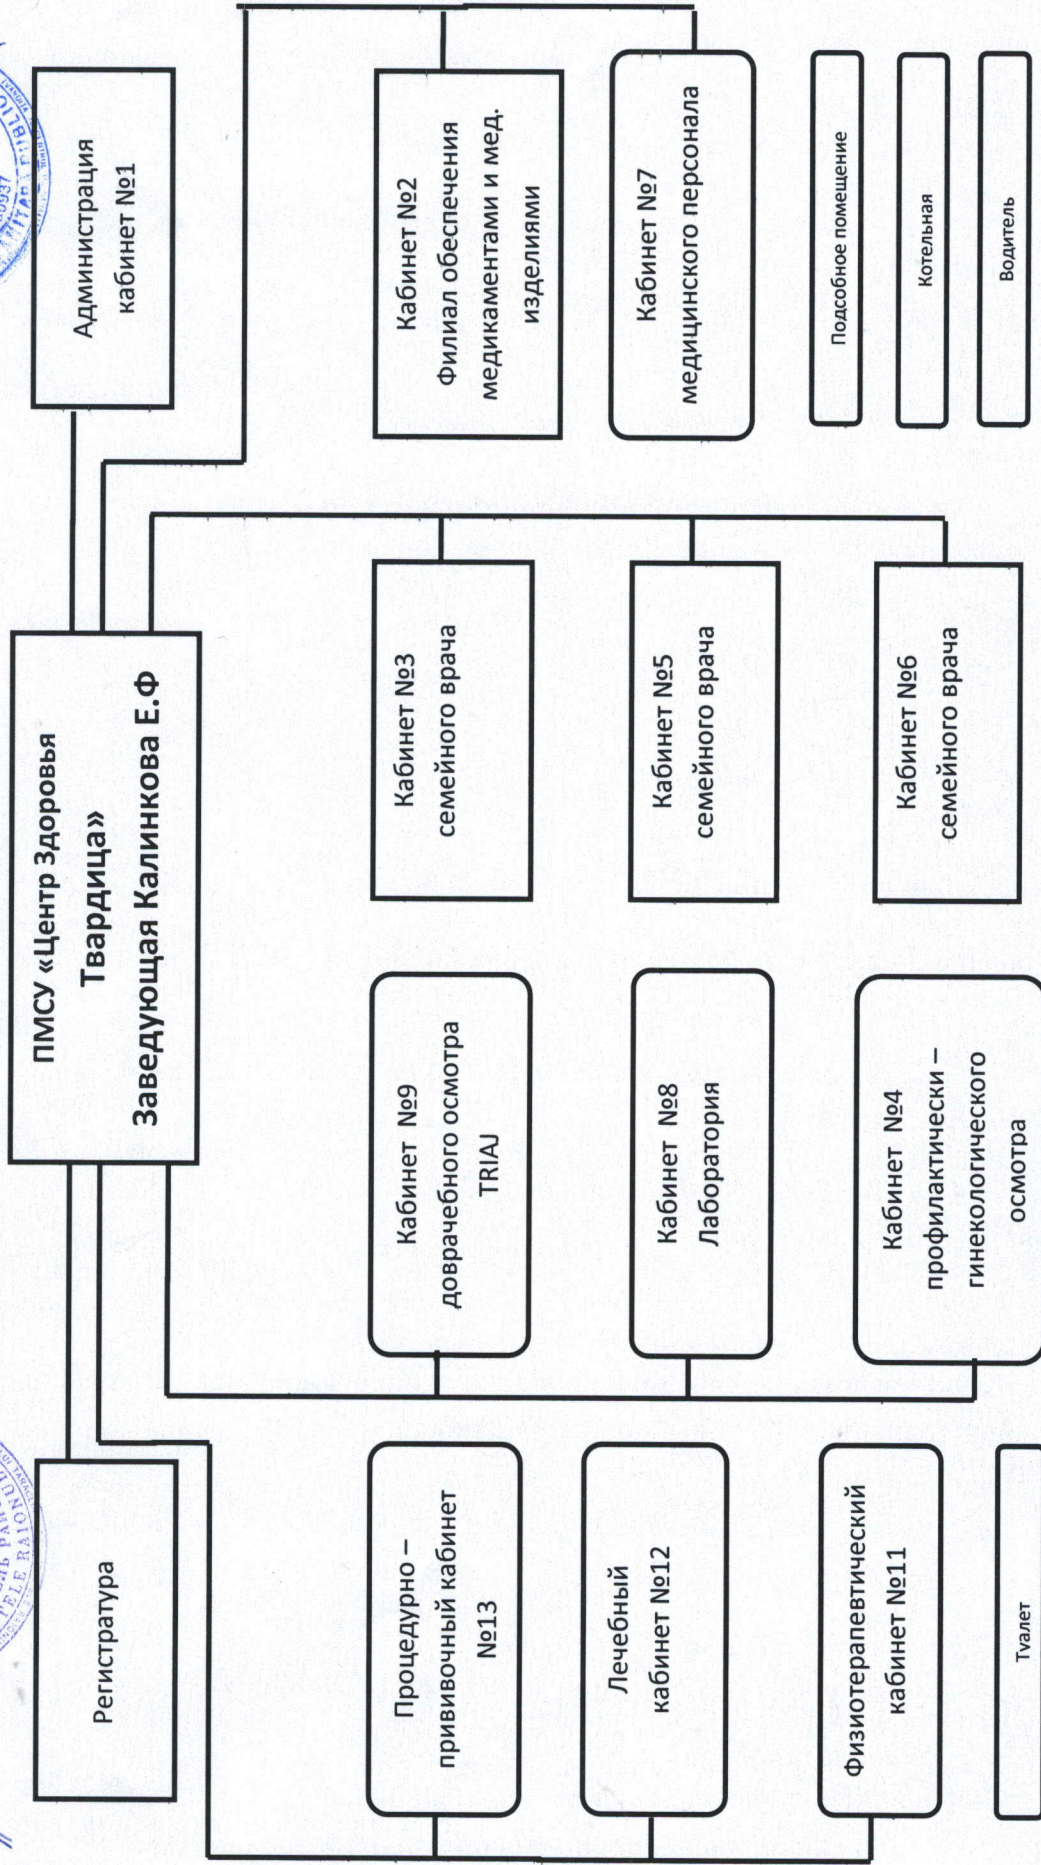 ПМСУ «Центр Здоровья
Твардица»
Заведующая Калинкова Е.Ф
Регистратура
Администрация
кабинет №1
Процедурно –
прививочный кабинет
№13
Кабинет №9
доврачебного осмотра
TRIAJ
Кабинет №3
семейного врача
Кабинет №2
Филиал обеспечения
медикаментами и мед.
изделиями
Лечебный
кабинет №12
Кабинет №8
Лаборатория
Кабинет №5
семейного врача
Кабинет №7
медицинского персонала
Физиотерапевтический
кабинет №11
Кабинет №4
профилактически –
гинекологического
осмотра
Кабинет №6
семейного врача
Подсобное помещение
Котельная
Водитель
Туалет
TELE RAIONUL